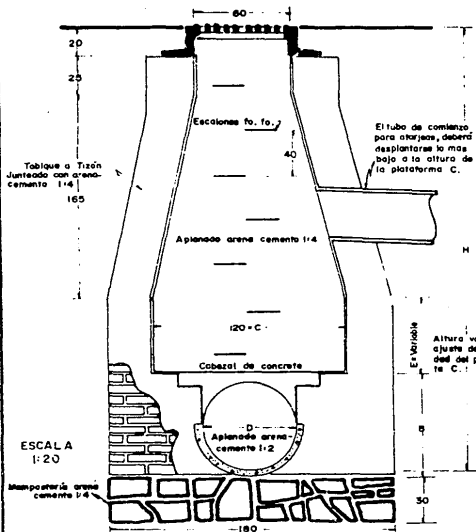 60
20
25
Escalones fo. fo.
40
El tubo de comienzo
para atarjeas, deberá
desplantarse lo mas
bajo a la altura de
la plataforma C.
Tabique a Tizón
Junteado con arena-
cemento 1:4
165
H
Aplanado arena cemento 1:4
120=C
E=Variable
Altura
ajuste de
dad del
te C.
Cabezal de concreto
D
Aplanado arena-
cemento 1:2
B
ESCALA
1:20
Mamposteria arena
cemento 1:4
30
180